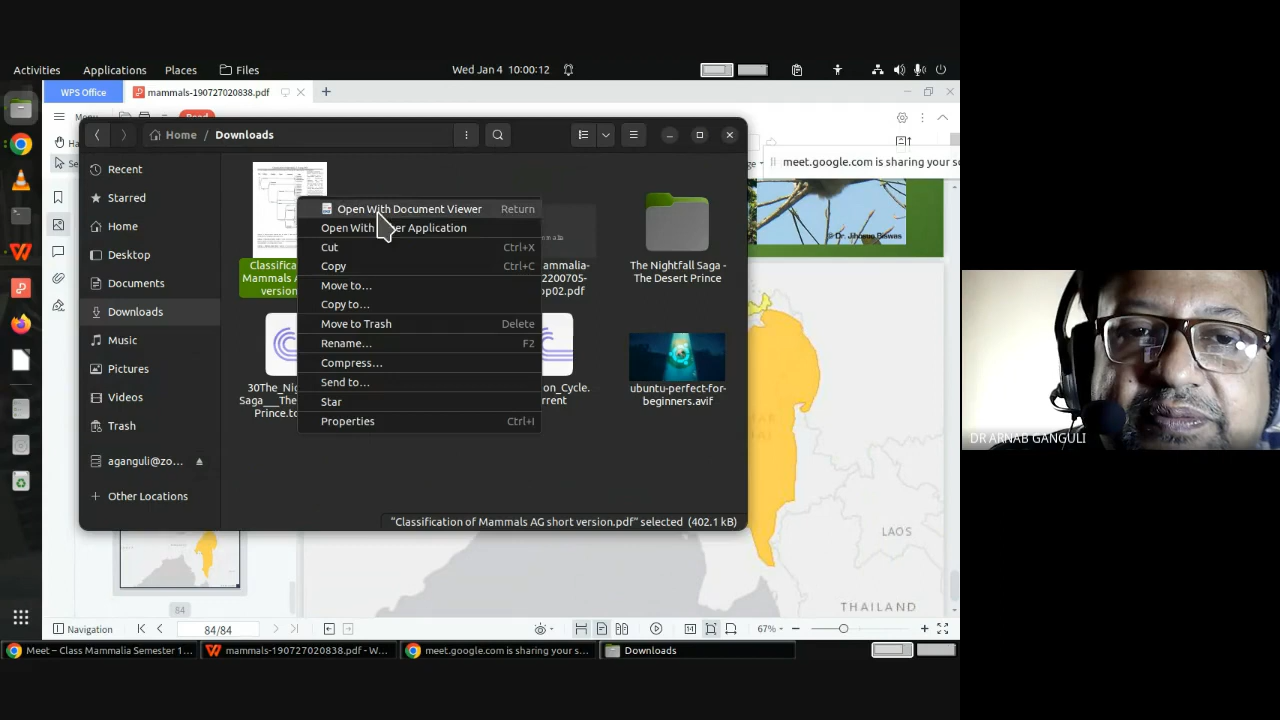 Activities Applications Places Files Wed Jan 4 10:00:12
WPS Office mammals-190727020838.pdf
Home / Downloads
meet.google.com is sharing your
Recent
Starred
Home
Desktop
Documents
Downloads
Music
Pictures
Videos
Trash
aganguli@zo...
Other Locations
Open With Document Viewer Return
Open With Application
Cut Ctrl+X
Copy Ctrl+C
Move to...
Copy to...
Move to Trash Delete
Rename... F2
Compress...
Send to...
Star
Properties Ctrl+I
© Dr. Jihosuo Biswas
The Nightfall Saga -
The Desert Prince
ubuntu-perfect-for-
beginners.avif
"Classification of Mammals AG short version.pdf" selected (402.1 kB)
LAOS
THAILAND
84
Navigation 84/84 67%
Meet – Class Mammalia Semester 1... mammals-190727020838.pdf - W... meet.google.com is sharing your s... Downloads
DR ARNAB GANGULI